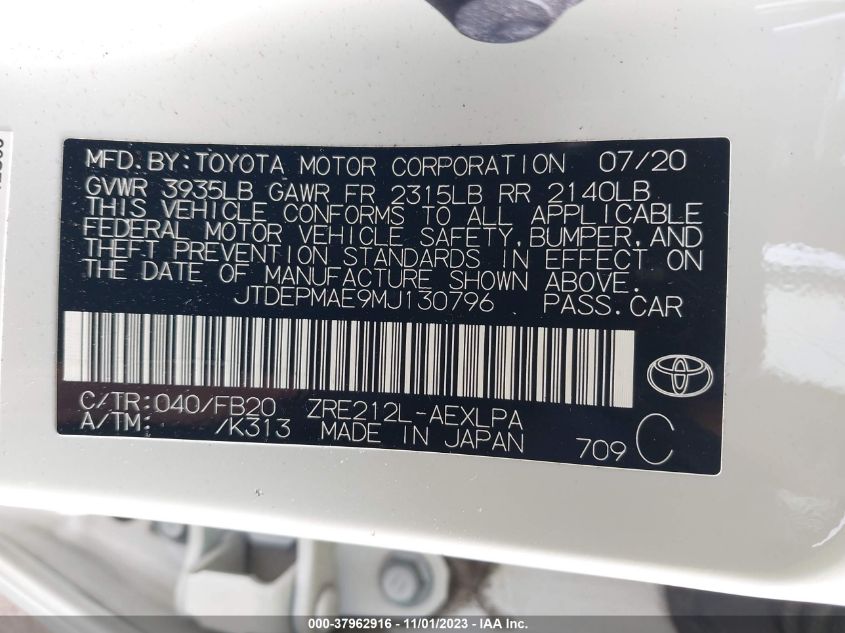 MFD. BY: TOYOTA MOTOR CORPORATION 07/20
GVWR 3935LB GAWR FR 2315LB RR 2140LB
THIS VEHICLE CONFORMS TO ALL APPLICABLE
FEDERAL MOTOR VEHICLE SAFETY, BUMPER, AND
THEFT PREVENTION STANDARDS IN EFFECT ON
THE DATE OF MANUFACTURE SHOWN ABOVE.
JTDEPMAE9MJ130796 PASS. CAR
C/TR: 040/FB20 ZRE212L-AEXLPA
A/TM: /K313 MADE IN JAPAN 709 C
000-37962916 - 11/01/2023 - IAA Inc.